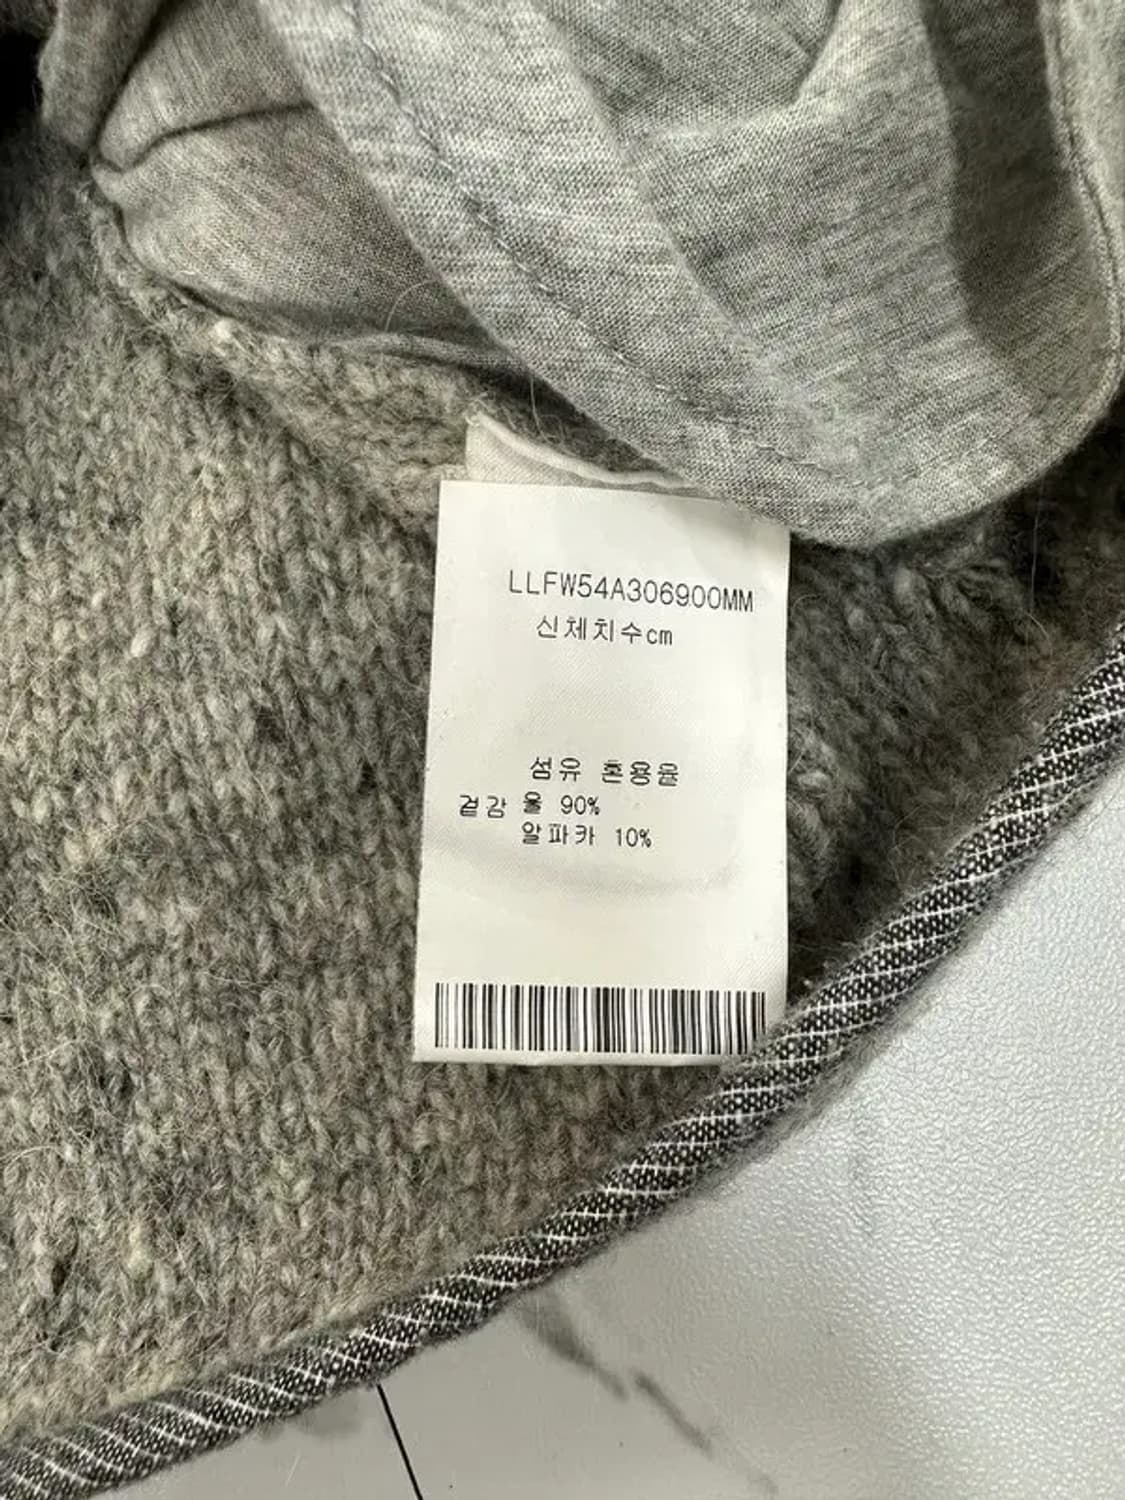 LLFW54A306900MM
신체치수cm
섬유 혼용율
겉감 울 90%
알파카 10%